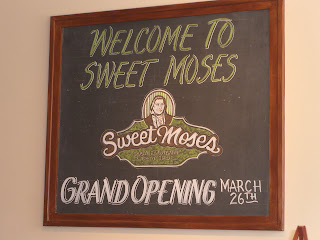 WELCOME TO
SWEET MOSES
Sweet Moses
GRAND OPENING MARCH
26TH